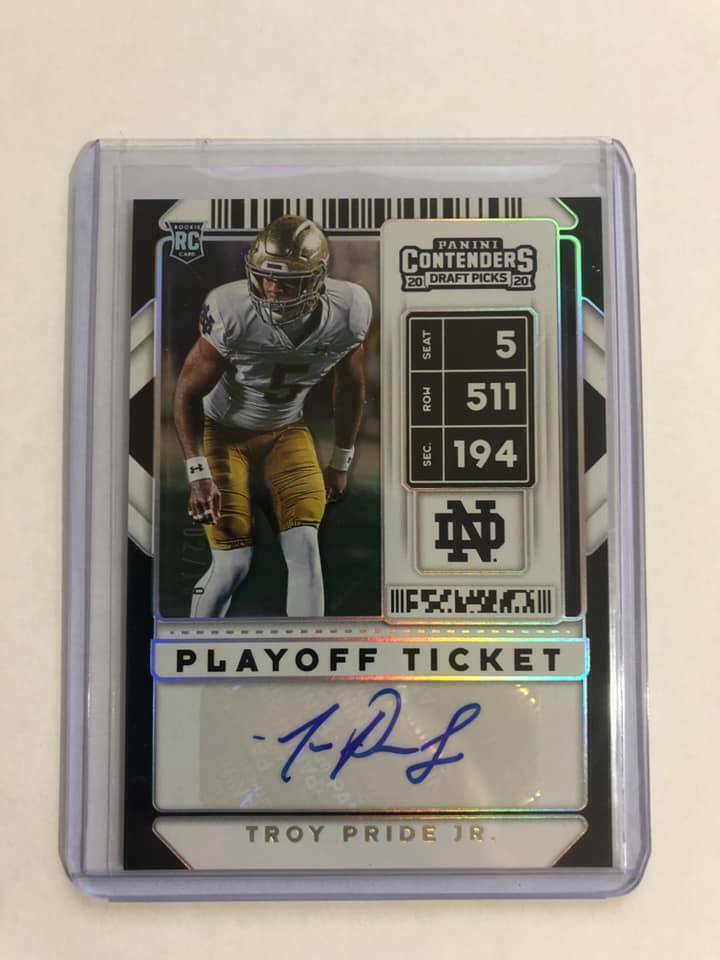 ROOKIE
RC
CARD
PANINI
CONTENDERS
20 DRAFT PICKS 20
SEAT 5
ROW 511
SEC. 194
ND
5
PLAYOFF TICKET
TROY PRIDE JR.